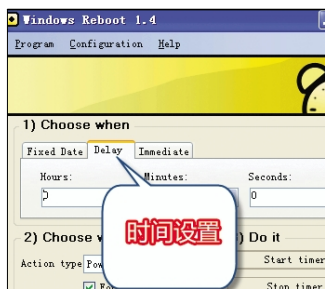 Windows Reboot 1.4
Program Configuration Help
1) Choose when
Fixed Date Delay Immediate
Hours: Minutes: Seconds:
0
时间设置
2) Choose ) Do it
Action type Start timer
Stop timer